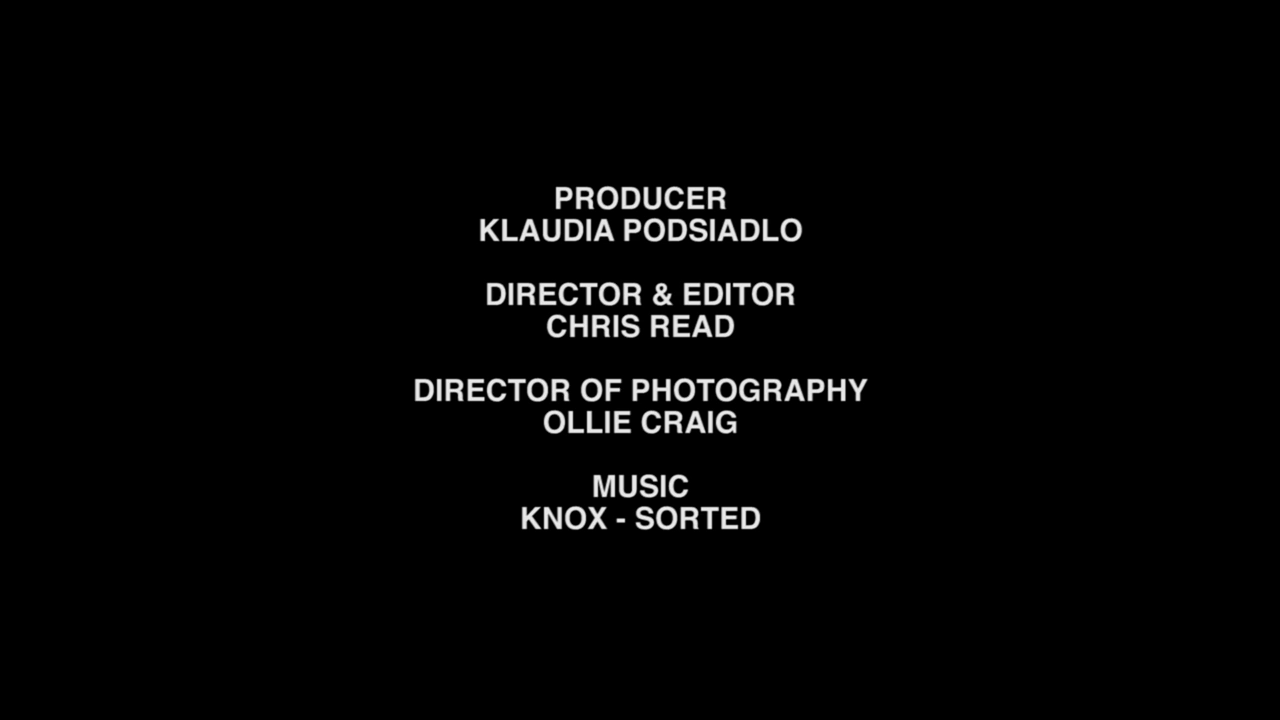 PRODUCER
KLAUDIA PODSIADLO
DIRECTOR & EDITOR
CHRIS READ
DIRECTOR OF PHOTOGRAPHY
OLLIE CRAIG
MUSIC
KNOX - SORTED